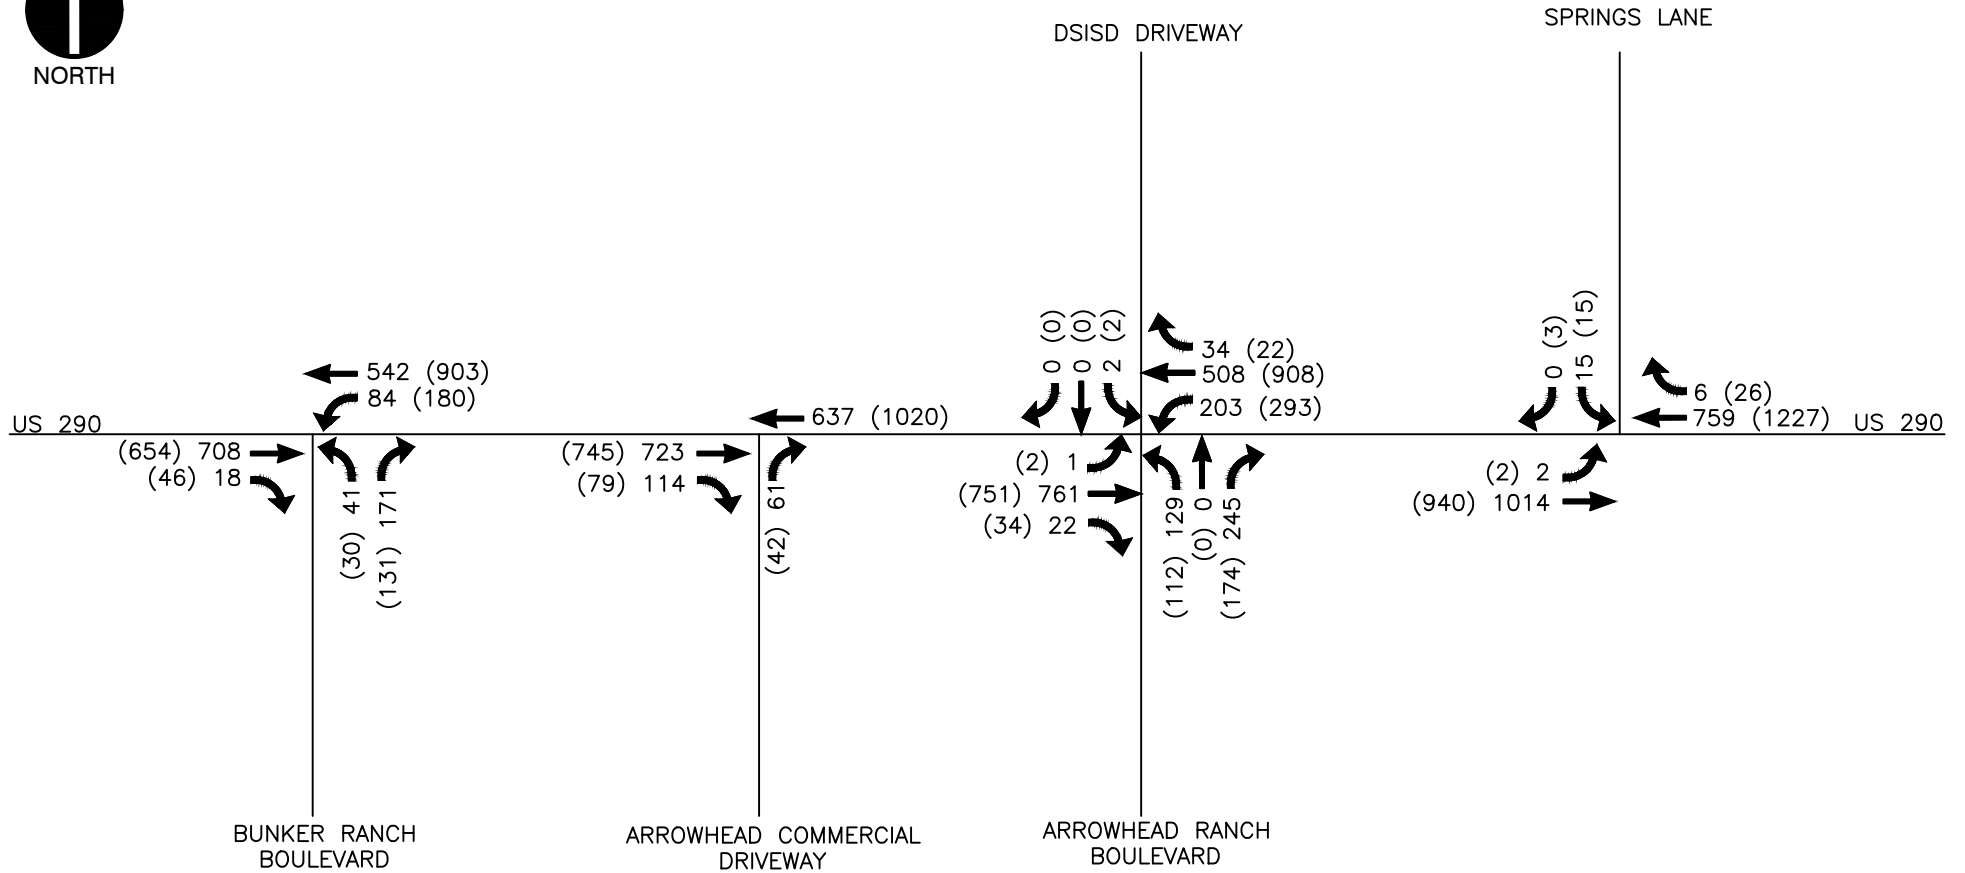 NORTH
DSISD DRIVEWAY
SPRINGS LANE
US 290
542 (903)
84 (180)
(654) 708
(46) 18
(30) 41
(131) 171
BUNKER RANCH
BOULEVARD
637 (1020)
(745) 723
(79) 114
(42) 61
ARROWHEAD COMMERCIAL
DRIVEWAY
0 (0)
0 (0)
2 (2)
34 (22)
508 (908)
203 (293)
(2) 1
(751) 761
(34) 22
(112) 129
(0) 0
(174) 245
ARROWHEAD RANCH
BOULEVARD
0 (3)
15 (15)
6 (26)
759 (1227)
US 290
(2) 2
(940) 1014